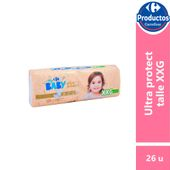 Productos
Carrefour
BABY
XXG
Ultra protect
talle XXG
26 u